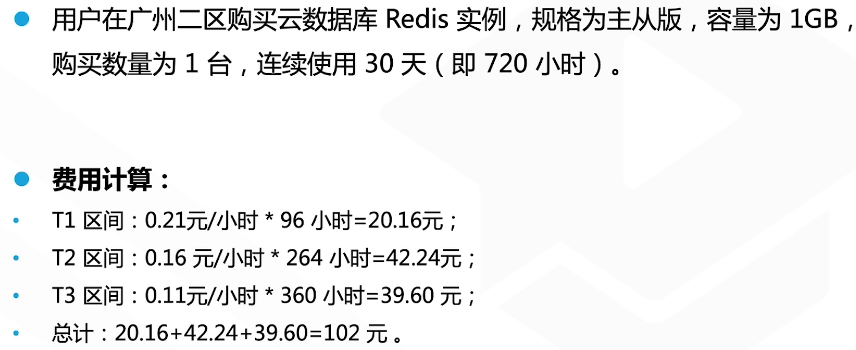 用户在广州二区购买云数据库 Redis 实例，规格为主从版，容量为 1GB，
购买数量为 1 台，连续使用 30 天（即 720 小时）。
费用计算：
T1 区间：0.21元/小时 * 96 小时=20.16元；
T2 区间：0.16 元/小时 * 264 小时=42.24元；
T3 区间：0.11元/小时 * 360 小时=39.60 元；
总计：20.16+42.24+39.60=102 元 。